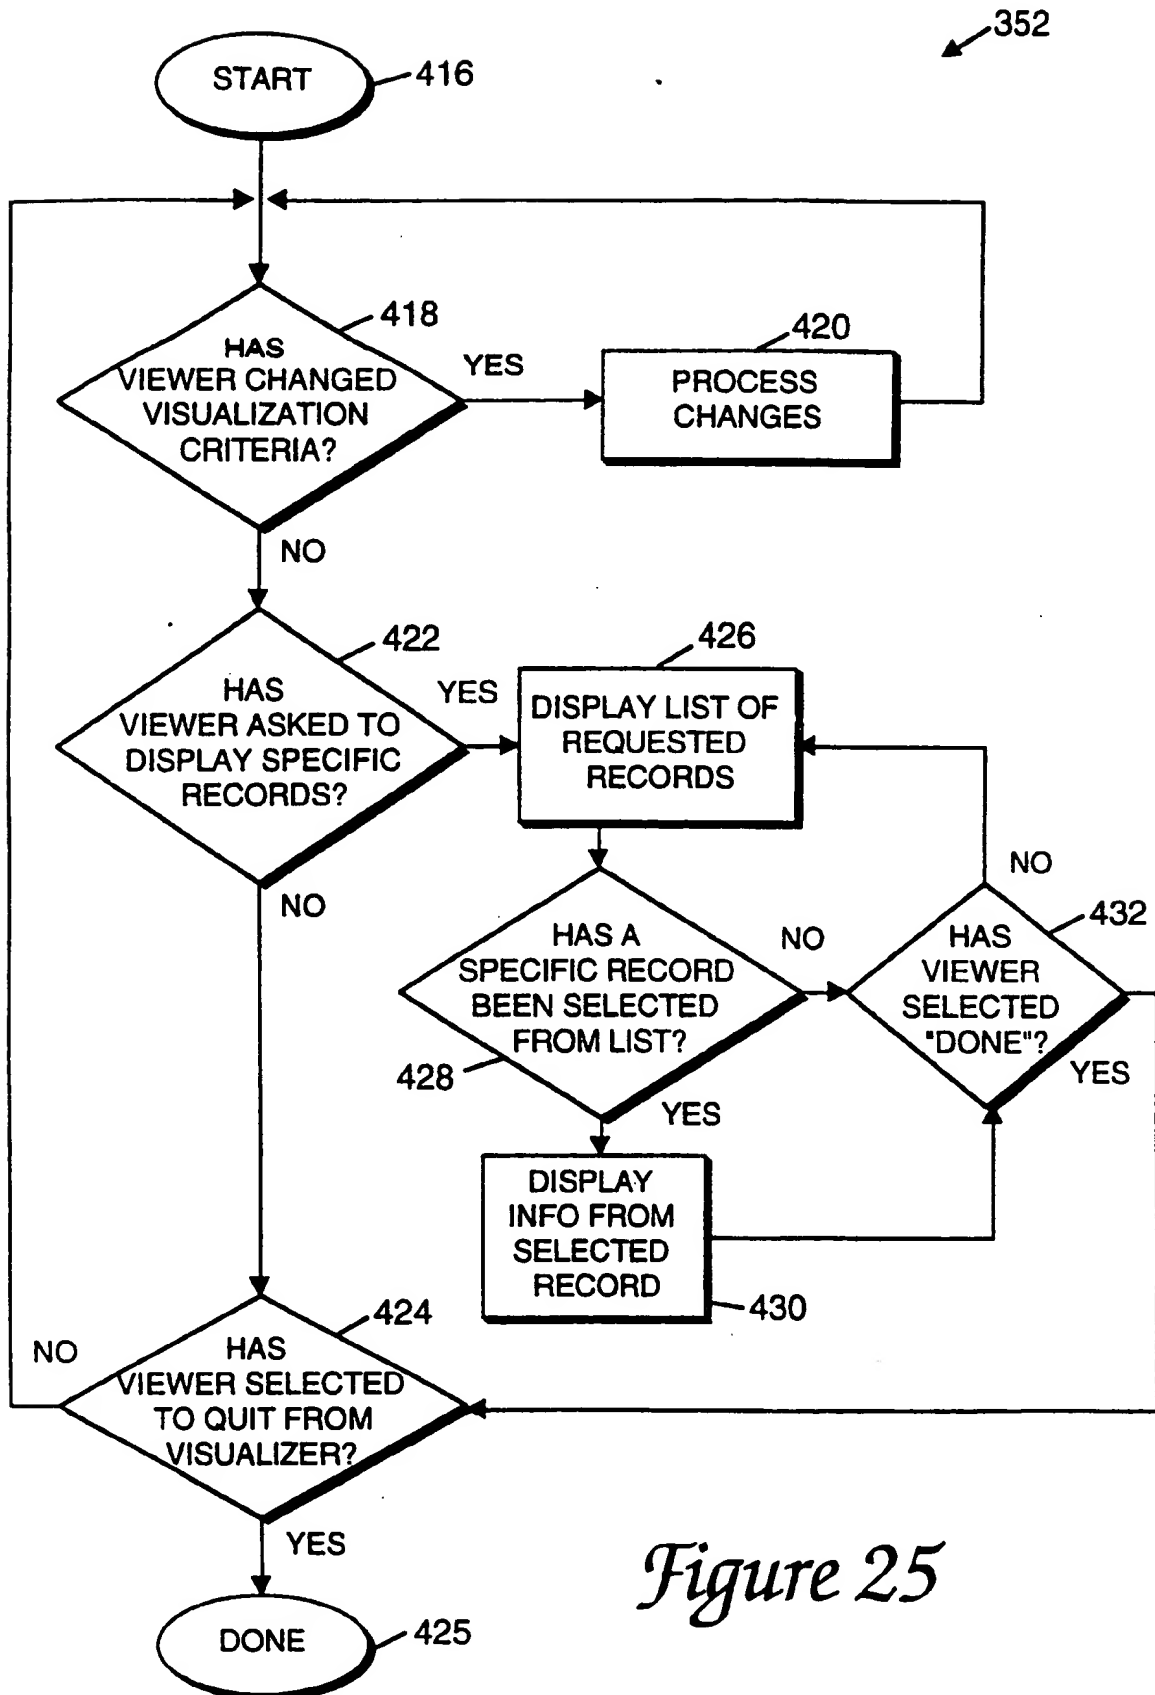 352
START
416
HAS
VIEWER CHANGED
VISUALIZATION
CRITERIA?
418
YES
420
PROCESS
CHANGES
NO
HAS
VIEWER ASKED TO
DISPLAY SPECIFIC
RECORDS?
422
YES
426
DISPLAY LIST OF
REQUESTED
RECORDS
NO
NO
HAS A
SPECIFIC RECORD
BEEN SELECTED
FROM LIST?
428
NO
432
HAS
VIEWER
SELECTED
"DONE"?
YES
YES
DISPLAY
INFO FROM
SELECTED
RECORD
430
424
NO
HAS
VIEWER SELECTED
TO QUIT FROM
VISUALIZER?
YES
DONE
425
Figure 25